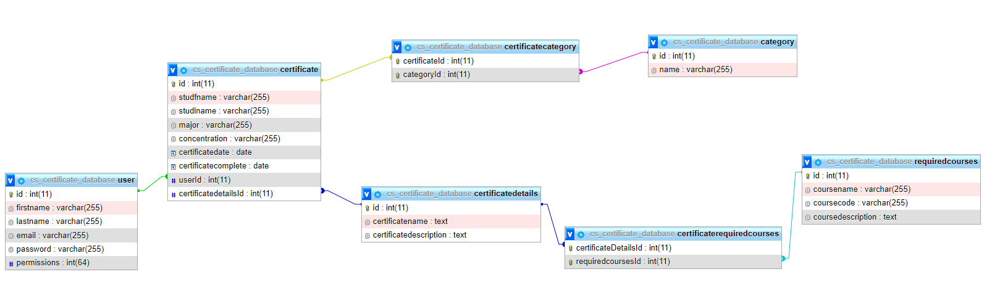 cs_certificate_database category
id : int(11)
name : varchar(255)
cs_certificate_database certificatecategory
certificateId : int(11)
categoryId : int(11)
cs_certificate_database certificate
id : int(11)
studfname : varchar(255)
studlname : varchar(255)
major : varchar(255)
concentration : varchar(255)
certificatedate : date
certificatecomplete : date
userId : int(11)
certificatedetailsId : int(11)
cs_certificate_database requiredcourses
id : int(11)
coursename : varchar(255)
coursecode : varchar(255)
coursedescription : text
cs_certificate_database user
id : int(11)
firstname : varchar(255)
lastname : varchar(255)
email : varchar(255)
password : varchar(255)
permissions : int(64)
cs_certificate_database certificatedetails
id : int(11)
certificatename : text
certificatedescription : text
cs_certificate_database certificaterequiredcourses
certificateDetailsId : int(11)
requiredcoursesId : int(11)